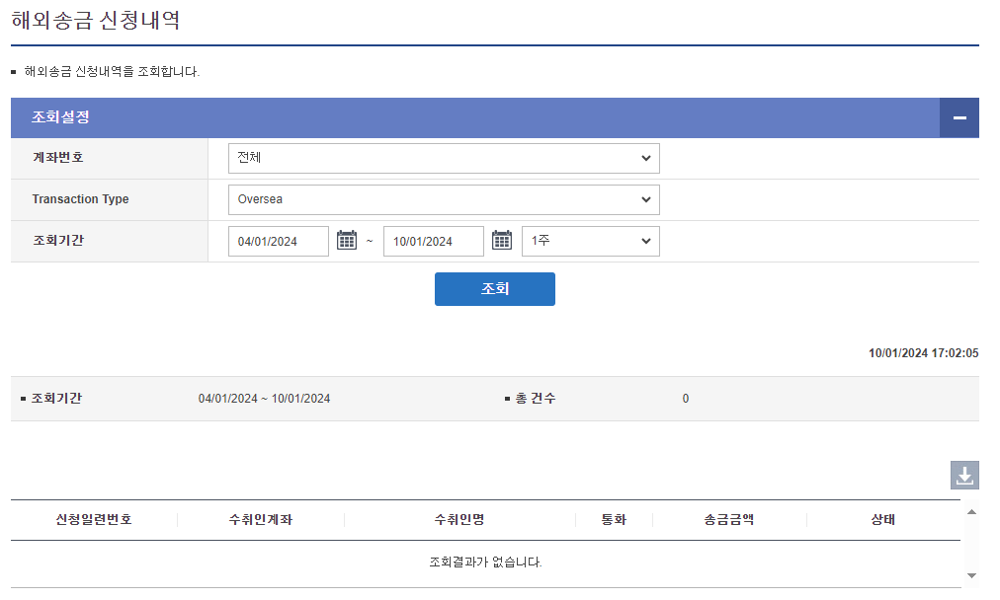 해외송금 신청내역
해외송금 신청내역을 조회합니다.
조회설정
계좌번호 전체
Transaction Type Oversea
조회기간 04/01/2024 ~ 10/01/2024 1주
조회
10/01/2024 17:02:05
조회기간 04/01/2024 ~ 10/01/2024 총 건수 0
신청일련번호 수취인계좌 수취인명 통화 송금금액 상태
조회결과가 없습니다.